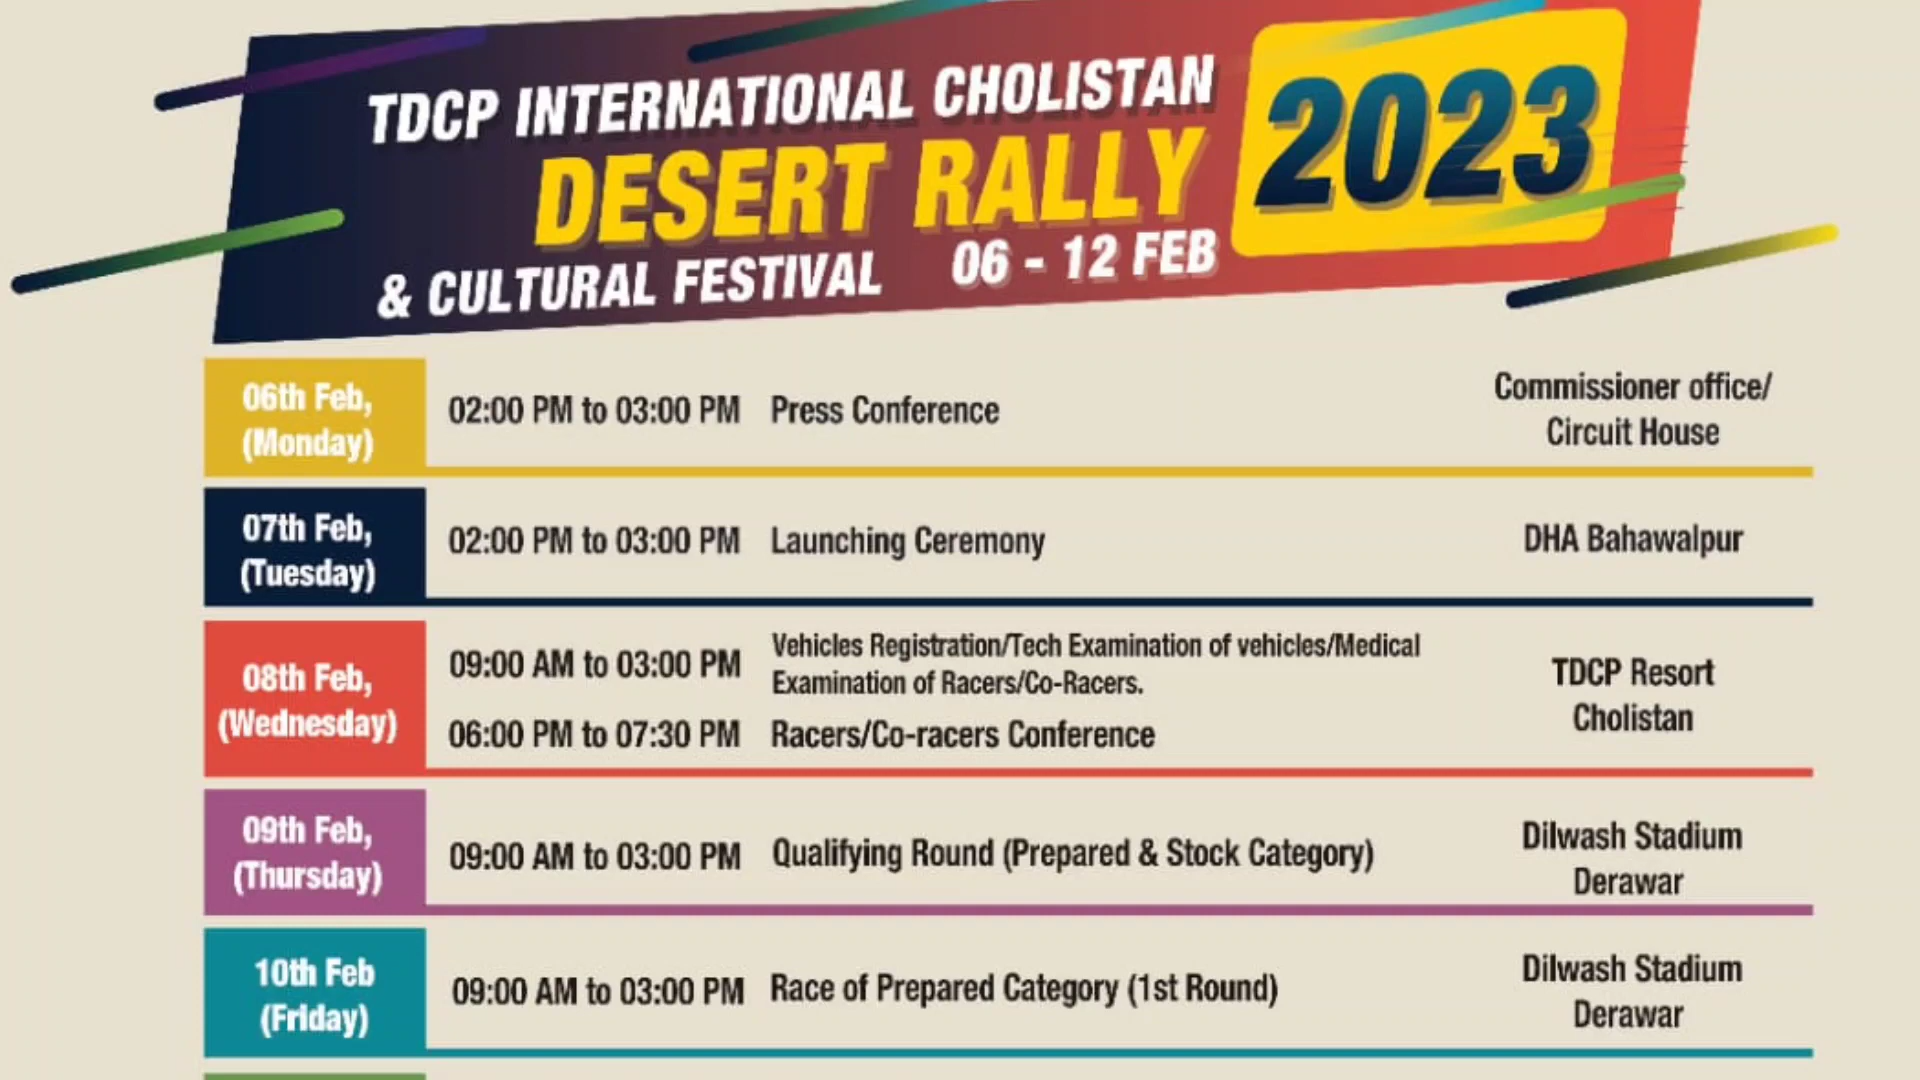 TDCP INTERNATIONAL CHOLISTAN
DESERT RALLY
2023
& CULTURAL FESTIVAL 06 - 12 FEB
06th Feb,
(Monday)
02:00 PM to 03:00 PM Press Conference
Commissioner office/
Circuit House
07th Feb,
(Tuesday)
02:00 PM to 03:00 PM Launching Ceremony
DHA Bahawalpur
08th Feb,
(Wednesday)
09:00 AM to 03:00 PM
Vehicles Registration/Tech Examination of vehicles/Medical
Examination of Racers/Co-Racers.
06:00 PM to 07:30 PM Racers/Co-racers Conference
TDCP Resort
Cholistan
09th Feb,
(Thursday)
09:00 AM to 03:00 PM Qualifying Round (Prepared & Stock Category)
Dilwash Stadium
Derawar
10th Feb
(Friday)
09:00 AM to 03:00 PM Race of Prepared Category (1st Round)
Dilwash Stadium
Derawar